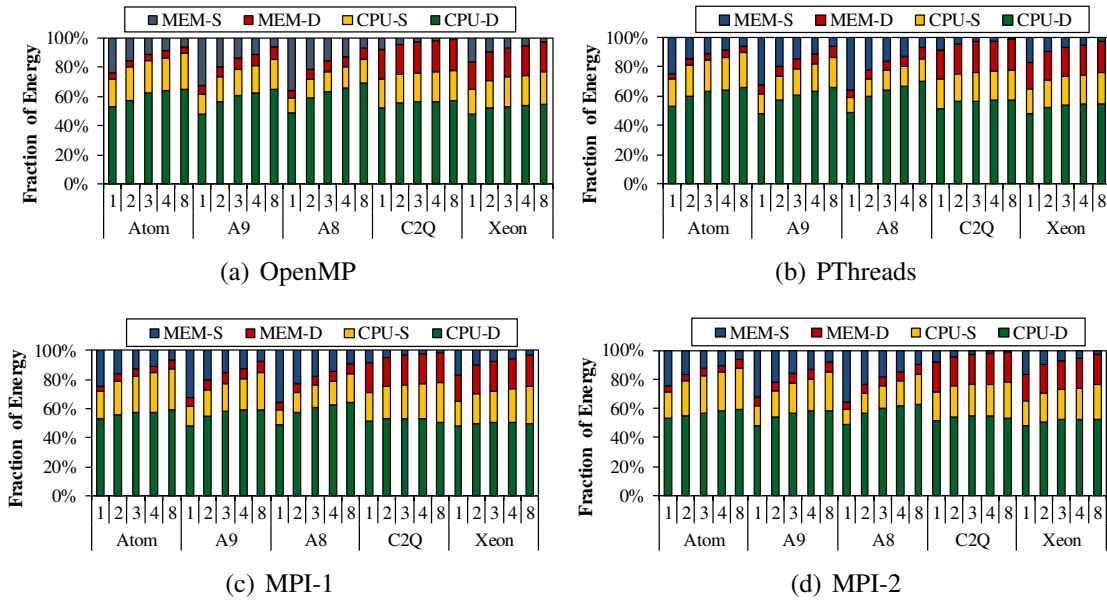 MEM-S MEM-D CPU-S CPU-D
Fraction of Energy
100%
80%
60%
40%
20%
0%
1 2 3 4 8 1 2 3 4 8 1 2 3 4 8 1 2 3 4 8 1 2 3 4 8
Atom A9 A8 C2Q Xeon
(a) OpenMP
MEM-S MEM-D CPU-S CPU-D
Fraction of Energy
100%
80%
60%
40%
20%
0%
1 2 3 4 8 1 2 3 4 8 1 2 3 4 8 1 2 3 4 8 1 2 3 4 8
Atom A9 A8 C2Q Xeon
(b) PThreads
MEM-S MEM-D CPU-S CPU-D
Fraction of Energy
100%
80%
60%
40%
20%
0%
1 2 3 4 8 1 2 3 4 8 1 2 3 4 8 1 2 3 4 8 1 2 3 4 8
Atom A9 A8 C2Q Xeon
(c) MPI-1
MEM-S MEM-D CPU-S CPU-D
Fraction of Energy
100%
80%
60%
40%
20%
0%
1 2 3 4 8 1 2 3 4 8 1 2 3 4 8 1 2 3 4 8 1 2 3 4 8
Atom A9 A8 C2Q Xeon
(d) MPI-2